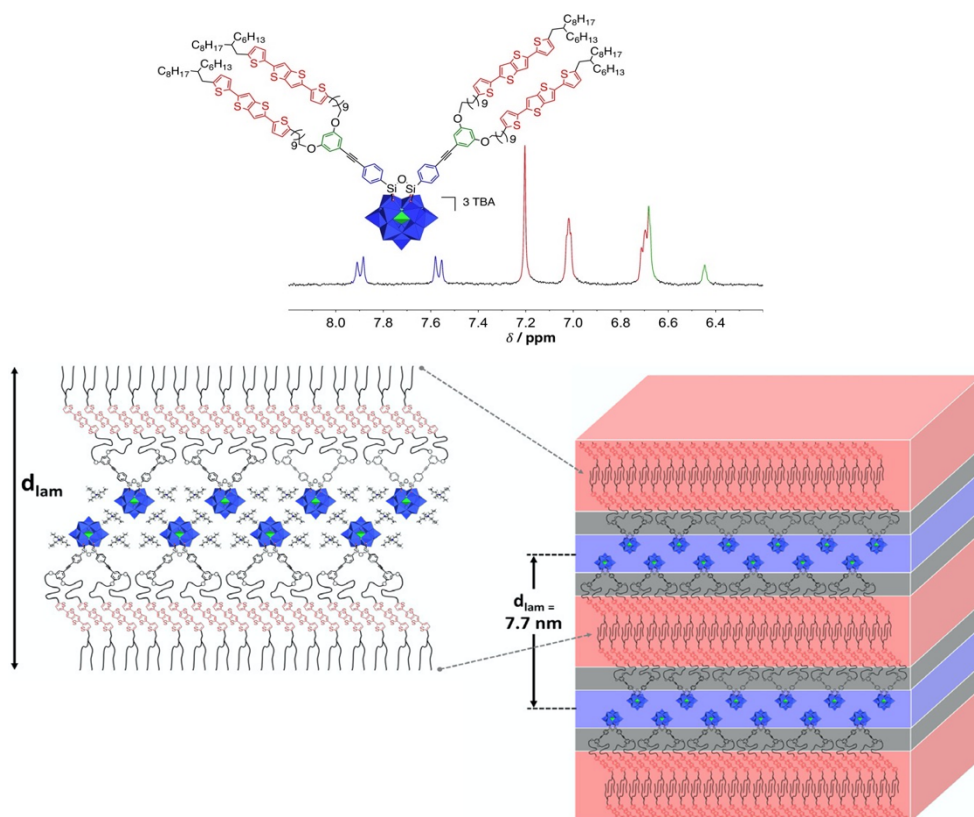 C8H17 C6H13
C8H17 C6H13
C8H17
C6H13
C8H17
C6H13
S S S S
S S S S
S S S S
S S S S
9
9
9
9
O
O
O
O
O
Si Si
3 TBA
8.0 7.8 7.6 7.4 7.2 7.0 6.8 6.6 6.4
δ / ppm
dlam
dlam =
7.7 nm